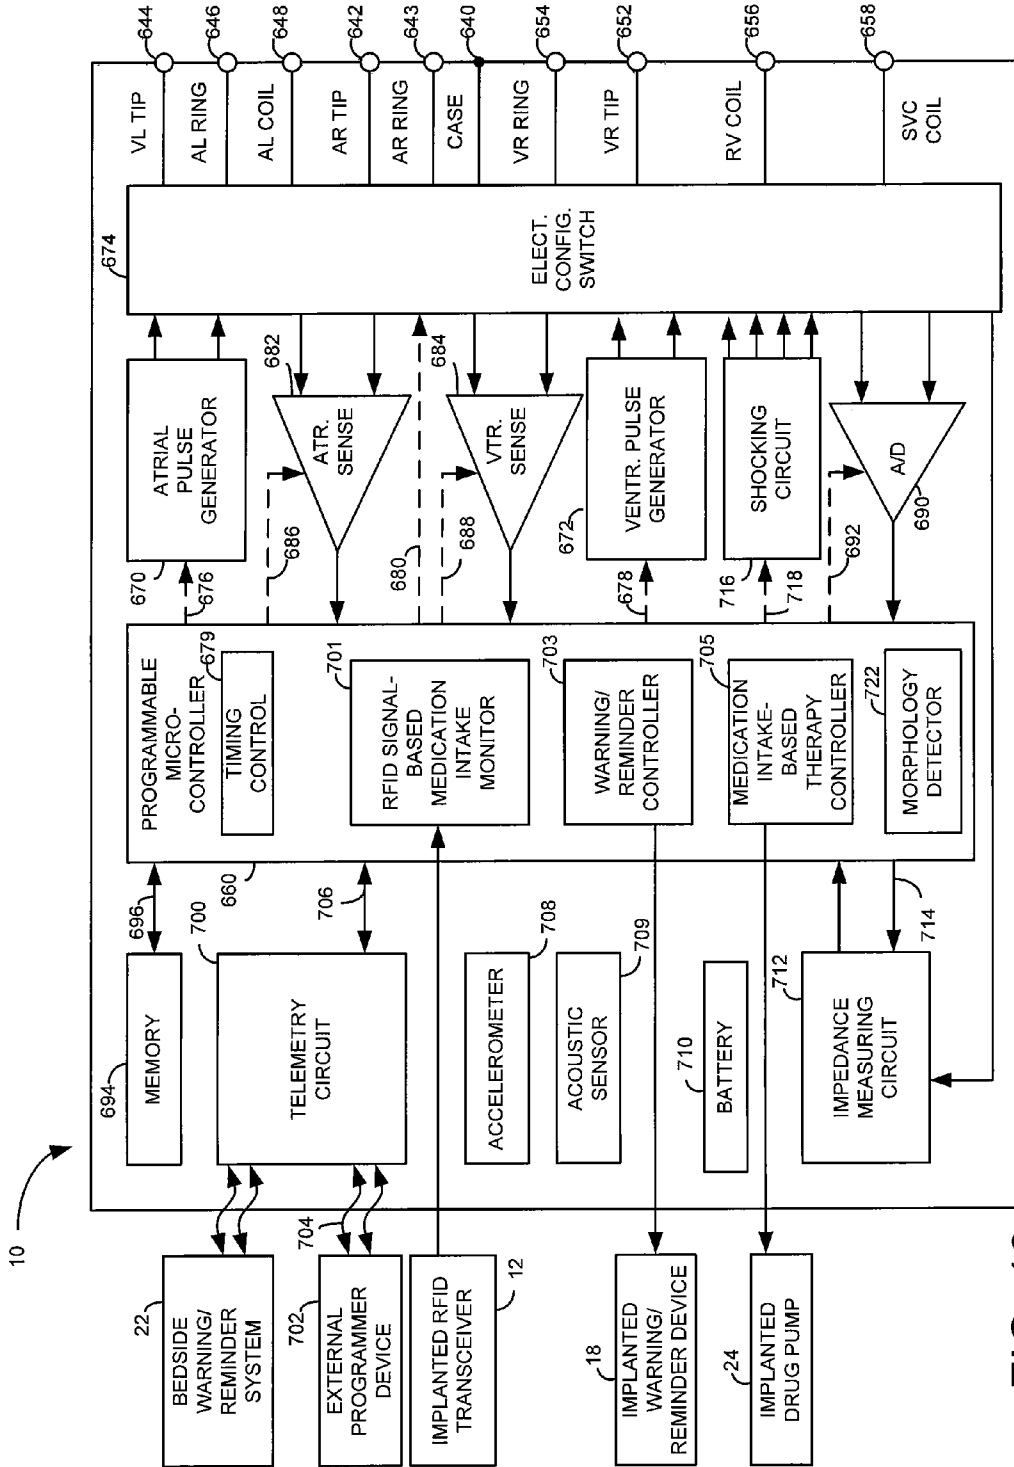 10
22
BEDSIDE
WARNING/
REMINDER
SYSTEM
702
EXTERNAL
PROGRAMMER
DEVICE
704
IMPLANTED RFID
TRANSCEIVER
12
18
IMPLANTED
WARNING/
REMINDER DEVICE
24
IMPLANTED
DRUG PUMP
694
MEMORY
696
700
TELEMETRY
CIRCUIT
706
ACCELEROMETER
708
ACOUSTIC
SENSOR
709
710
BATTERY
712
IMPEDANCE
MEASURING
CIRCUIT
714
660
PROGRAMMABLE
MICRO-
CONTROLLER
679
TIMING
CONTROL
701
RFID SIGNAL-
BASED
MEDICATION
INTAKE
MONITOR
703
WARNING/
REMINDER
CONTROLLER
705
MEDICATION
INTAKE-
BASED
THERAPY
CONTROLLER
722
MORPHOLOGY
DETECTOR
670
676
ATRIAL
PULSE
GENERATOR
686
682
ATR.
SENSE
680
688
684
VTR.
SENSE
672
678
VENTR. PULSE
GENERATOR
716
718
SHOCKING
CIRCUIT
692
A/D
690
674
ELECT.
CONFIG.
SWITCH
VL TIP
644
AL RING
646
AL COIL
648
AR TIP
642
AR RING
643
CASE
640
VR RING
654
VR TIP
652
RV COIL
656
SVC
COIL
658